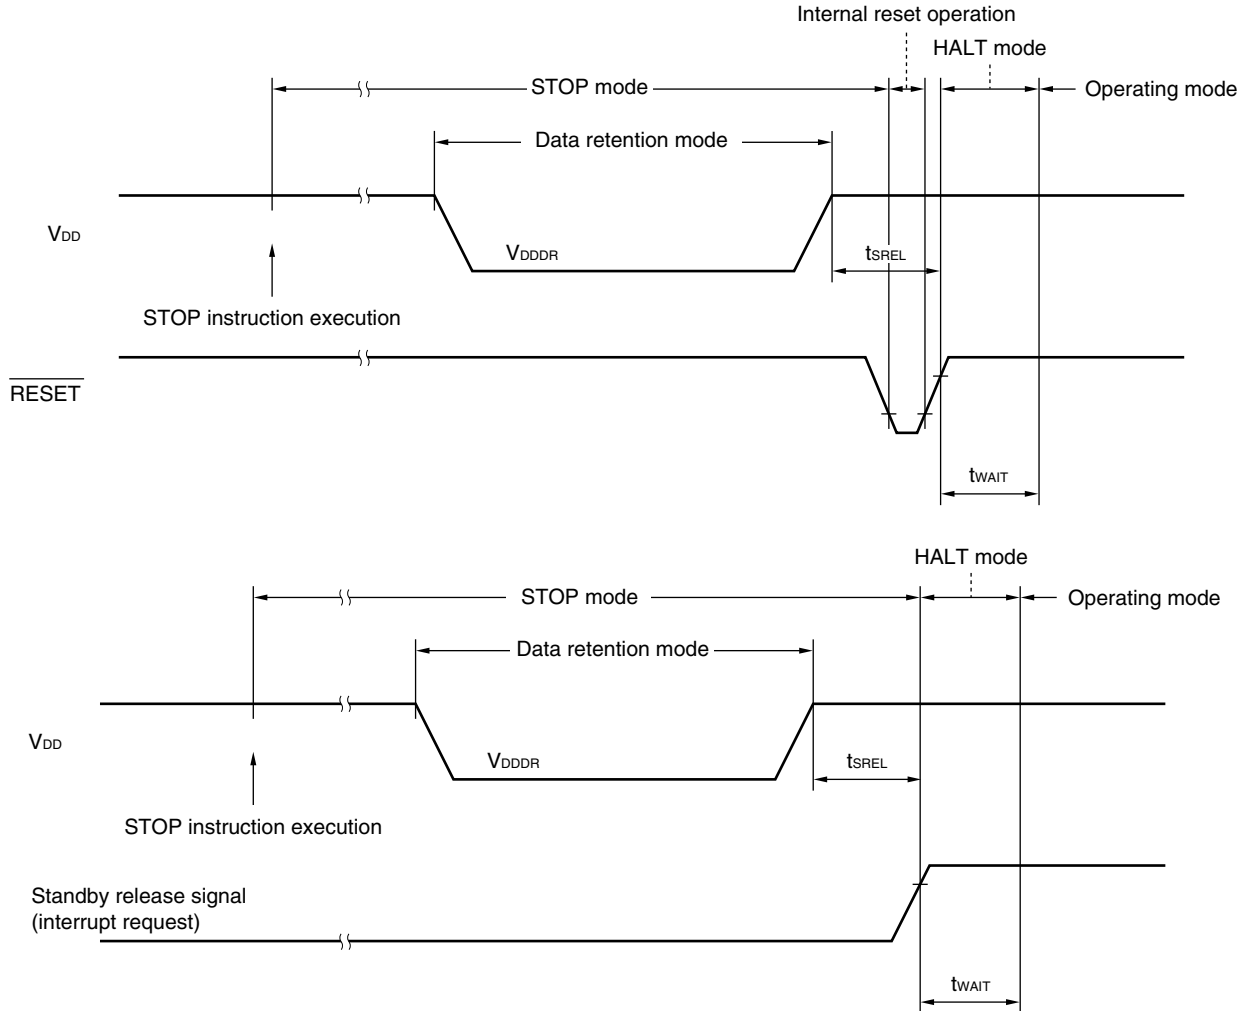 Internal reset operation
HALT mode
STOP mode
Operating mode
Data retention mode
VDD
VDDDR
tSREL
STOP instruction execution
RESET
tWAIT
HALT mode
STOP mode
Operating mode
Data retention mode
VDD
VDDDR
tSREL
STOP instruction execution
Standby release signal
(interrupt request)
tWAIT